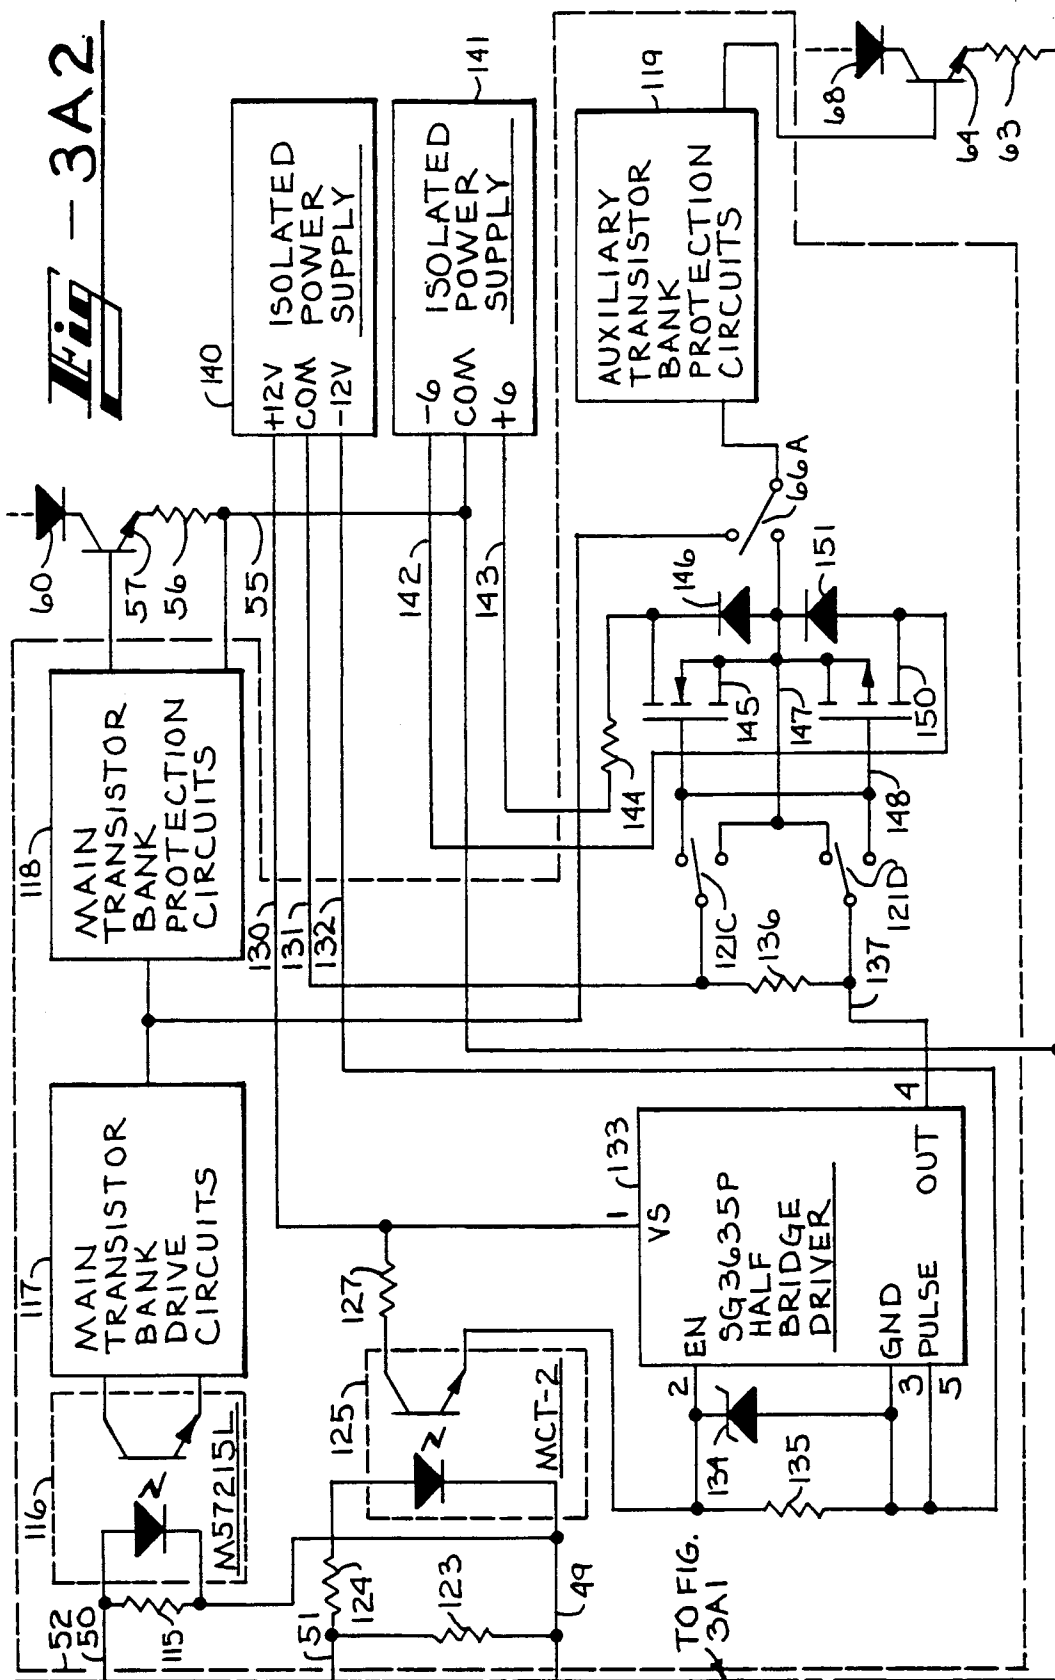 Fig-3A2
60
57
56
55
118
MAIN
TRANSISTOR
BANK
PROTECTION
CIRCUITS
117
MAIN
TRANSISTOR
BANK
DRIVE
CIRCUITS
116
M57215L
52
50
115
140
+12V
COM
-12V
ISOLATED
POWER
SUPPLY
141
-6
COM
+6
ISOLATED
POWER
SUPPLY
142
143
130
131
132
119
AUXILIARY
TRANSISTOR
BANK
PROTECTION
CIRCUITS
68
64
63
66A
146
151
145
147
150
144
148
121C
121D
136
137
127
125
MCT-2
124
51
123
49
133
1
VS
2
EN
SG3635P
HALF
BRIDGE
DRIVER
GND
3
PULSE
5
OUT
4
134
135
TO FIG.
3A1